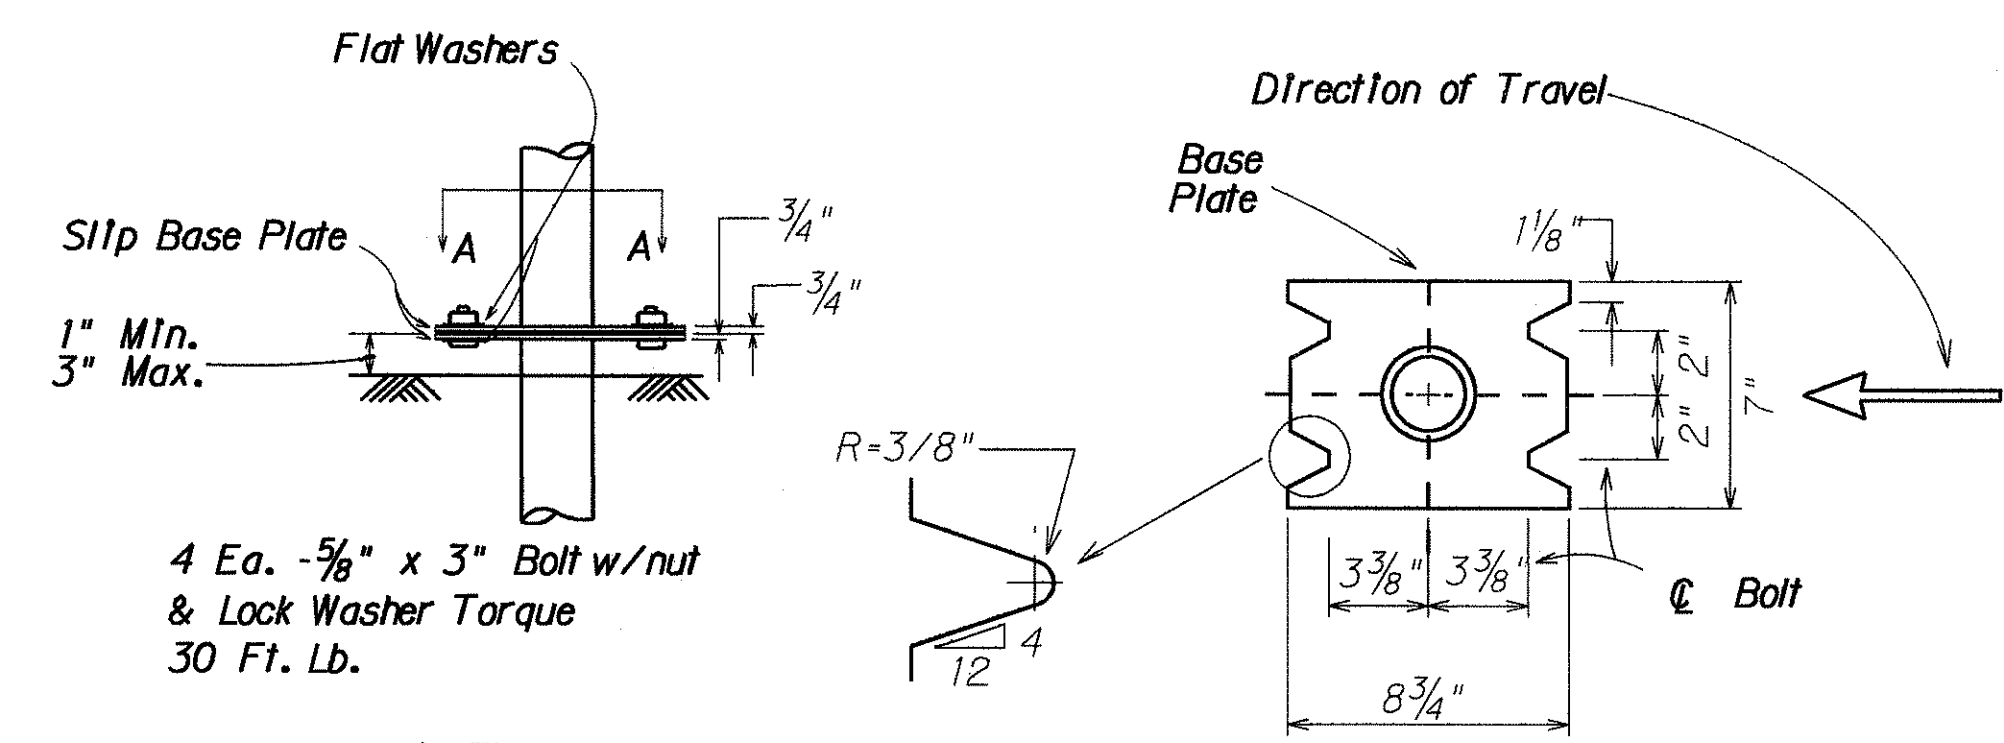 Flat Washers
Slip Base Plate
A
A
3/4"
3/4"
1" Min.
3" Max.
4 Ea. -5/8" x 3" Bolt w/nut
& Lock Washer Torque
30 Ft. Lb.
R=3/8"
12
4
Direction of Travel
Base
Plate
1 1/8"
2"
2"
7"
3 3/8"
3 3/8"
℄ Bolt
8 3/4"